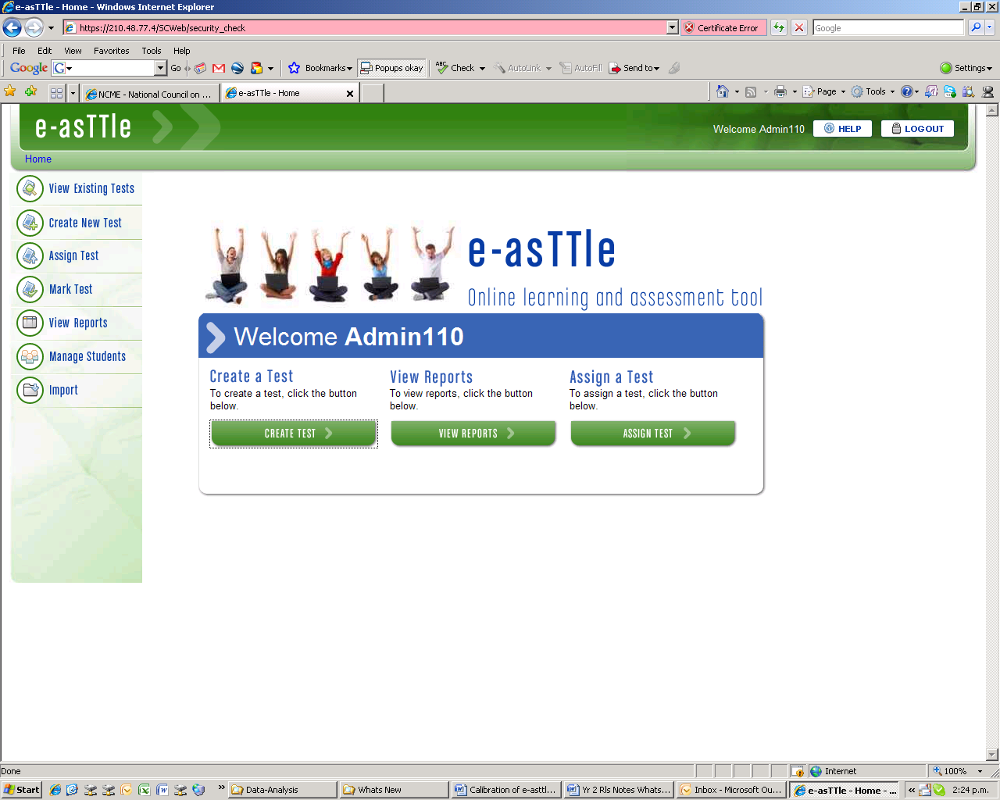 e-asTTle - Home - Windows Internet Explorer
https://210.48.77.4/SCWeb/security_check
Certificate Error
Google
File Edit View Favorites Tools Help
Google G Go Bookmarks Popups okay ABC Check AutoLink AutoFill Send to Settings
NCME - National Council on ...
e-asTTle - Home
Page Tools
e-asTTle
Welcome Admin110
HELP
LOGOUT
Home
View Existing Tests
Create New Test
Assign Test
Mark Test
View Reports
Manage Students
Import
e-asTTle
Online learning and assessment tool
Welcome Admin110
Create a Test
To create a test, click the button
below.
CREATE TEST
View Reports
To view reports, click the button
below.
VIEW REPORTS
Assign a Test
To assign a test, click the button
below.
ASSIGN TEST
Done
Internet
100%
Start
Data-Analysis
Whats New
Calibration of e-asttl...
Yr 2 Rls Notes Whats...
Inbox - Microsoft Ou...
e-asTTle - Home - ...
2:24 p.m.